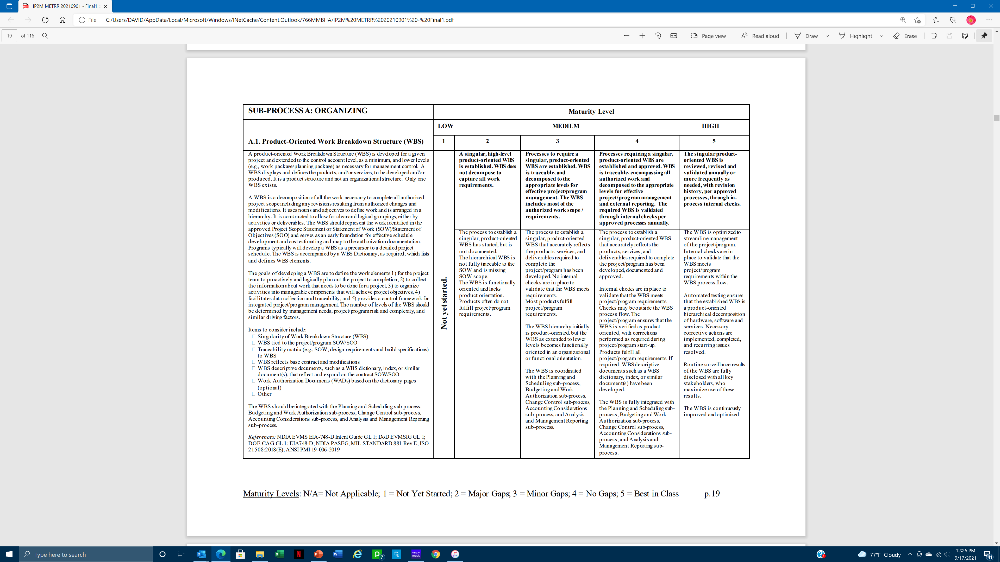 IP2M METRR 20210901 - Final1.p
File
C:/Users/DAVID/AppData/Local/Microsoft/Windows/INetCache/Content.Outlook/766MMBHA/IP2M%20METRR%2020210901%20-%20Final1.pdf
19
of 116
Page view
Read aloud
Draw
Highlight
Erase
SUB-PROCESS A: ORGANIZING
Maturity Level
LOW
MEDIUM
HIGH
A.1. Product-Oriented Work Breakdown Structure (WBS)
1
2
3
4
5
A product-oriented Work Breakdown Structure (WBS) is developed for a given
project and extended to the control account level, as a minimum, and lower levels
(e.g., work package/planning package) as necessary for management control. A
WBS displays and defines the products, and/or services, to be developed and/or
produced. It is a product structure and not an organizational structure. Only one
WBS exists.
A WBS is a decomposition of all the work necessary to complete all authorized
project scope including any revisions resulting from authorized changes and
modifications. It uses nouns and adjectives to define work and is arranged in a
hierarchy. It is constructed to allow for clear and logical groupings, either by
activities or deliverables. The WBS should represent the work identified in the
approved Project Scope Statement or Statement of Work (SOW)/Statement of
Objectives (SOO) and serves as an early foundation for effective schedule
development and cost estimating and map to the authorization documentation.
Programs typically will develop a WBS as a precursor to a detailed project
schedule. The WBS is accompanied by a WBS Dictionary, as required, which lists
and defines WBS elements.
The goals of developing a WBS are to define the work elements 1) for the project
team to proactively and logically plan out the project to completion, 2) to collect
the information about work that needs to be done for a project, 3) to organize
activities into manageable components that will achieve project objectives, 4)
facilitates data collection and traceability, and 5) provides a control framework for
integrated project/program management. The number of levels of the WBS should
be determined by management needs, project/program risk and complexity, and
similar driving factors.
Items to consider include:
☐ Singularity of Work Breakdown Structure (WBS)
☐ WBS tied to the project/program SOW/SOO
☐ Traceability matrix (e.g., SOW, design requirements and build specifications)
to WBS
☐ WBS reflects base contract and modifications
☐ WBS descriptive documents, such as a WBS dictionary, index, or similar
document(s), that reflect and expand on the contract SOW/SOO
☐ Work Authorization Documents (WADs) based on the dictionary pages
(optional)
☐ Other
The WBS should be integrated with the Planning and Scheduling sub-process,
Budgeting and Work Authorization sub-process, Change Control sub-process,
Accounting Considerations sub-process, and Analysis and Management Reporting
sub-process.
References: NDIA EVMS EIA-748-D Intent Guide GL 1; DoD EVMSIG GL 1;
DOE CAG GL 1; EIA748-D; NDIA PASEG; MIL STANDARD 881 Rev E; ISO
21508:2018(E); ANSI PMI 19-006-2019
Not yet started.
A singular, high-level
product-oriented WBS
is established. WBS does
not decompose to
capture all work
requirements.
The process to establish a
singular, product-oriented
WBS has started, but is
not documented.
The hierarchical WBS is
not fully traceable to the
SOW and is missing
SOW scope.
The WBS is functionally
oriented and lacks
product orientation.
Products often do not
fulfill project/program
requirements.
Processes to require a
singular, product-oriented
WBS are established. WBS
is traceable, and
decomposed to the
appropriate levels for
effective project/program
management. The WBS
includes most of the
authorized work scope /
requirements.
The process to establish a
singular, product-oriented
WBS that accurately reflects
the products, services, and
deliverables required to
complete the
project/program has been
developed. No internal
checks are in place to
validate that the WBS meets
requirements.
Most products fulfill
project/program
requirements.
The WBS hierarchy initially
is product-oriented, but the
WBS as extended to lower
levels becomes functionally
oriented in an organizational
or functional orientation.
The WBS is coordinated
with the Planning and
Scheduling sub-process,
Budgeting and Work
Authorization sub-process,
Change Control sub-process,
Accounting Considerations
sub-process, and Analysis
and Management Reporting
sub-process.
Processes requiring a singular,
product-oriented WBS are
established and approved. WBS
is traceable, encompassing all
authorized work and
decomposed to the appropriate
levels for effective
project/program management
and external reporting. The
required WBS is validated
through internal checks per
approved processes annually.
The process to establish a
singular, product-oriented WBS
that accurately reflects the
products, services, and
deliverables required to complete
the project/program has been
developed, documented and
approved.
Internal checks are in place to
validate that the WBS meets
project/program requirements.
Checks may be outside the WBS
process flow. The
project/program ensures that the
WBS is verified as product-
oriented, with corrections
performed as required during
project/program start-up.
Products fulfill all
project/program requirements. If
required, WBS descriptive
documents such as a WBS
dictionary, index, or similar
document(s) have been
developed.
The WBS is fully integrated with
the Planning and Scheduling sub-
process, Budgeting and Work
Authorization sub-process,
Change Control sub-process,
Accounting Considerations sub-
process, and Analysis and
Management Reporting sub-
process.
The singular product-
oriented WBS is
reviewed, revised and
validated annually or
more frequently as
needed, with revision
history, per approved
processes, through in-
process internal checks.
The WBS is optimized to
streamline management
of the project/program.
Internal checks are in
place to validate that the
WBS meets
project/program
requirements within the
WBS process flow.
Automated testing ensures
that the established WBS is
a product-oriented
hierarchical decomposition
of hardware, software and
services. Necessary
corrective actions are
implemented, completed,
and recurring issues
resolved.
Routine surveillance results
of the WBS are fully
disclosed with all key
stakeholders, who
maximize use of these
results.
The WBS is continuously
improved and optimized.
Maturity Levels: N/A= Not Applicable; 1 = Not Yet Started; 2 = Major Gaps; 3 = Minor Gaps; 4 = No Gaps; 5 = Best in Class p.19
Type here to search
7
amazon
music
77°F Cloudy
12:26 PM
9/17/2021
41